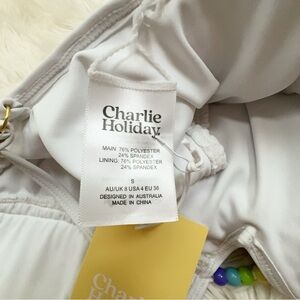 Charlie
Holiday.
MAIN: 76% POLYESTER
24% SPANDEX
LINING: 76% POLYESTER
24% SPANDEX
S
AU/UK 8 USA 4 EU 36
DESIGNED IN AUSTRALIA
MADE IN CHINA
Charlie
Holiday